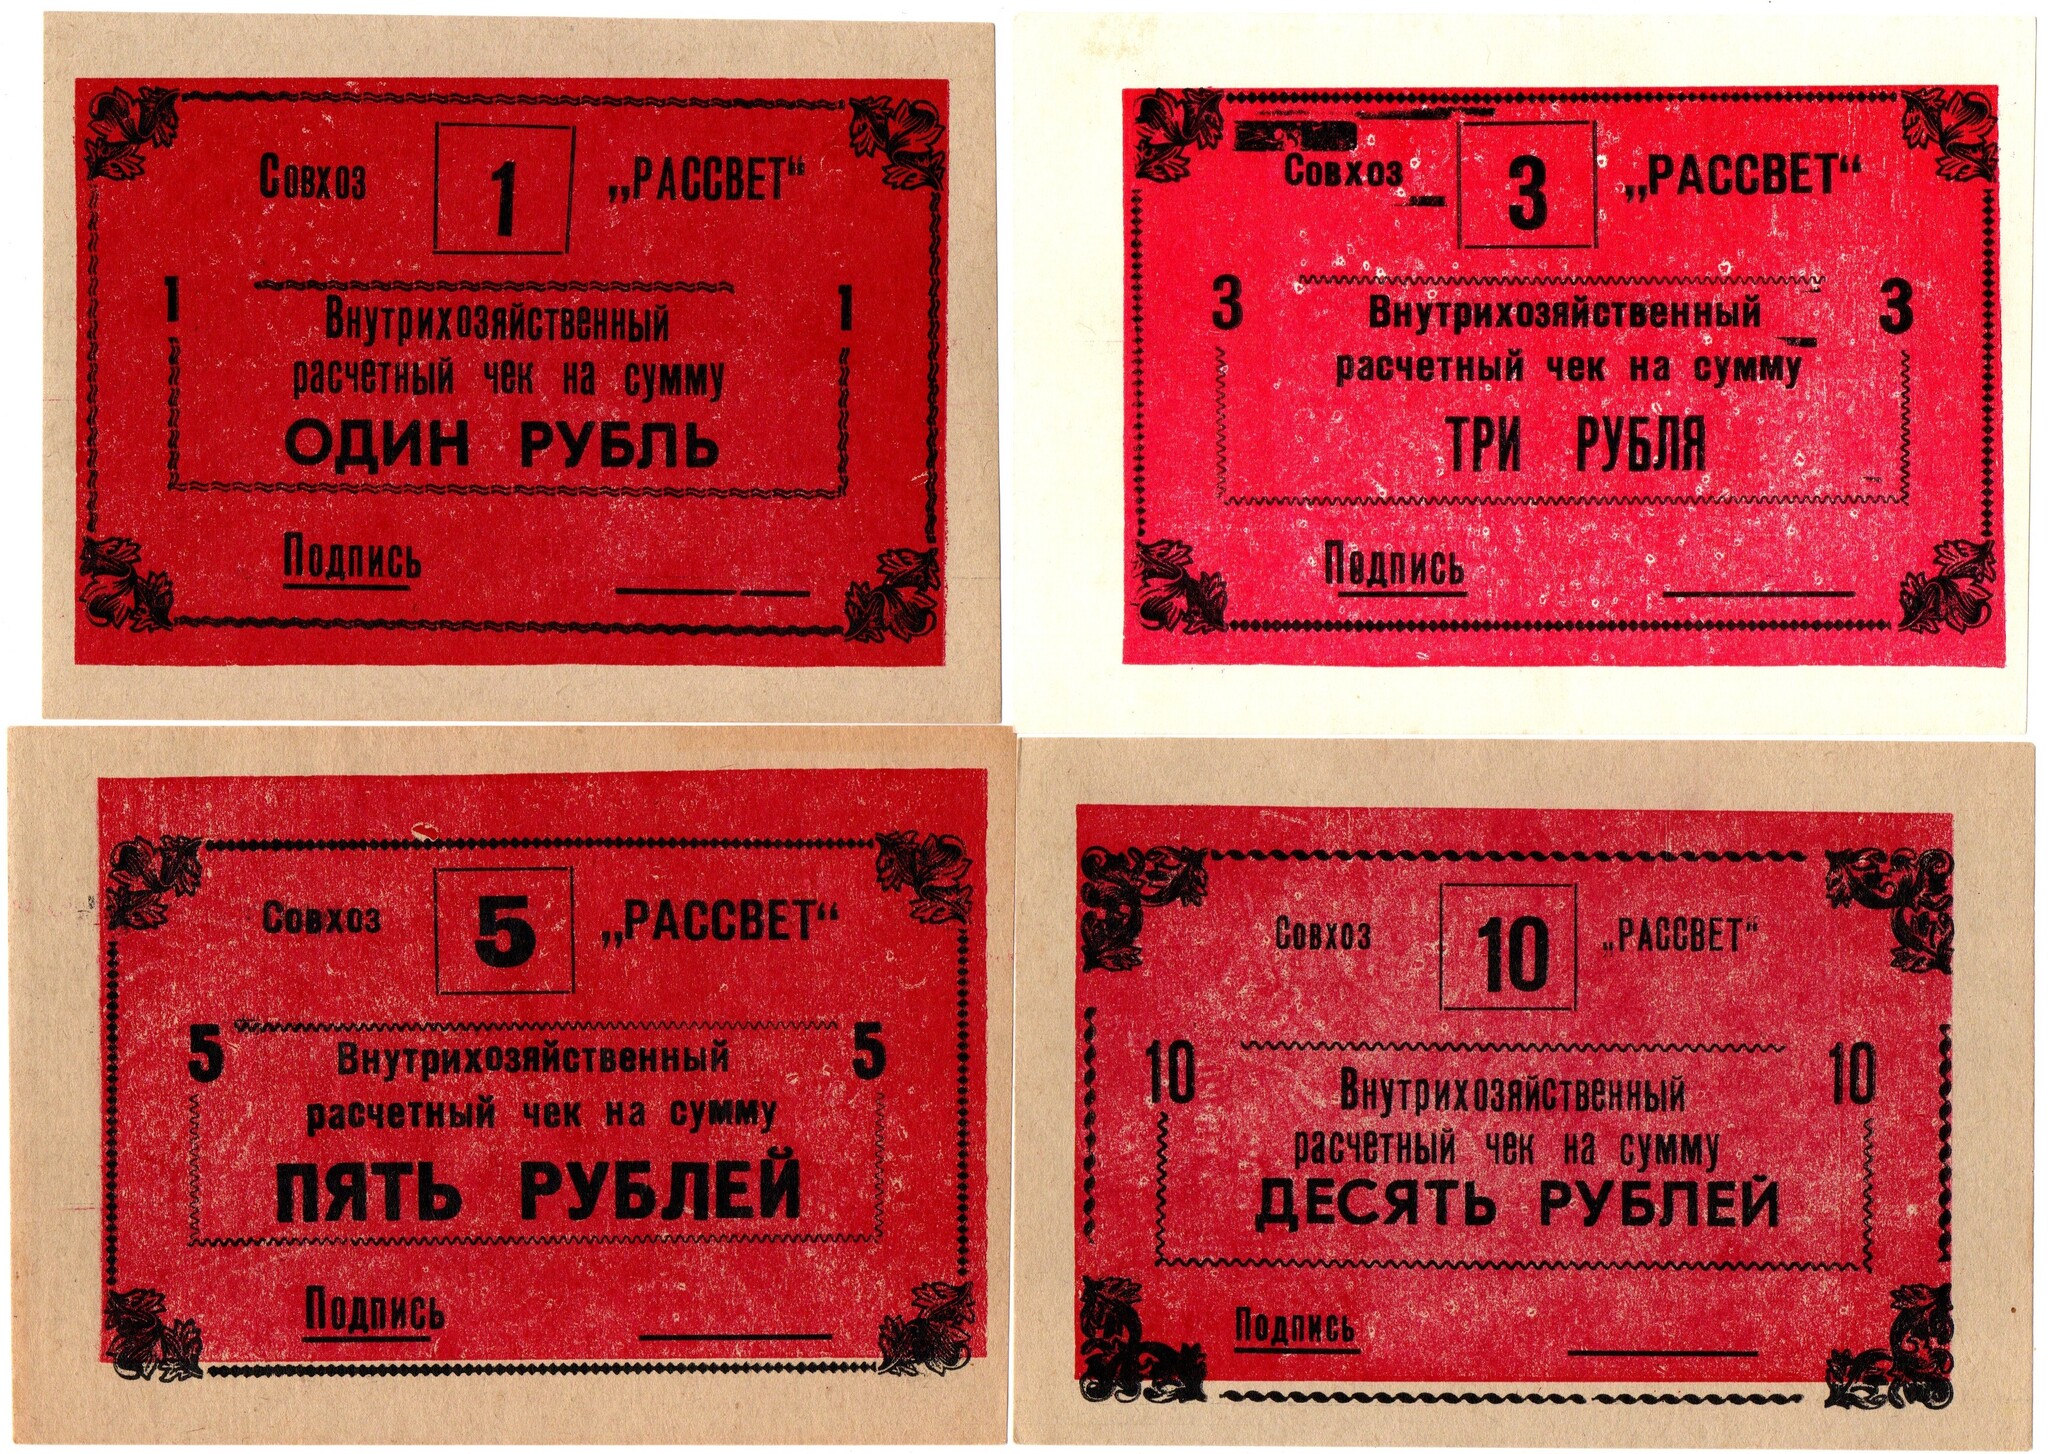 Совхоз 1 „РАССВЕТ“
1 1
Внутрихозяйственный
расчетный чек на сумму
ОДИН РУБЛЬ
Подпись
Совхоз 3 „РАССВЕТ“
3 3
Внутрихозяйственный
расчетный чек на сумму
ТРИ РУБЛЯ
Подпись
Совхоз 5 „РАССВЕТ“
5 5
Внутрихозяйственный
расчетный чек на сумму
ПЯТЬ РУБЛЕЙ
Подпись
Совхоз 10 „РАССВЕТ“
10 10
Внутрихозяйственный
расчетный чек на сумму
ДЕСЯТЬ РУБЛЕЙ
Подпись